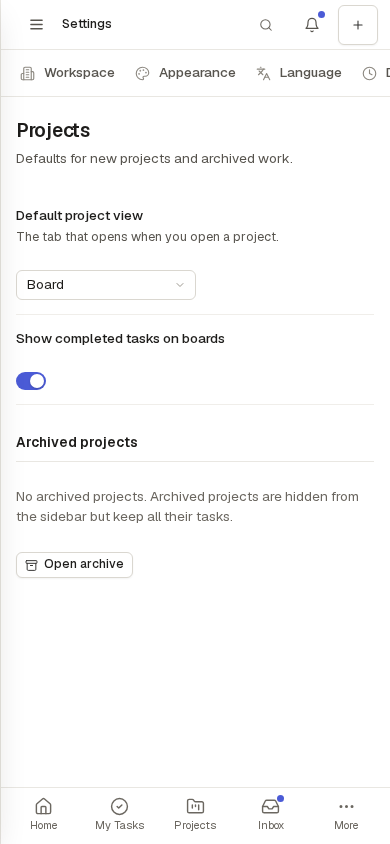 Settings
Workspace Appearance Language
Projects
Defaults for new projects and archived work.
Default project view
The tab that opens when you open a project.
Board
Show completed tasks on boards
Archived projects
No archived projects. Archived projects are hidden from
the sidebar but keep all their tasks.
Open archive
Home My Tasks Projects Inbox More